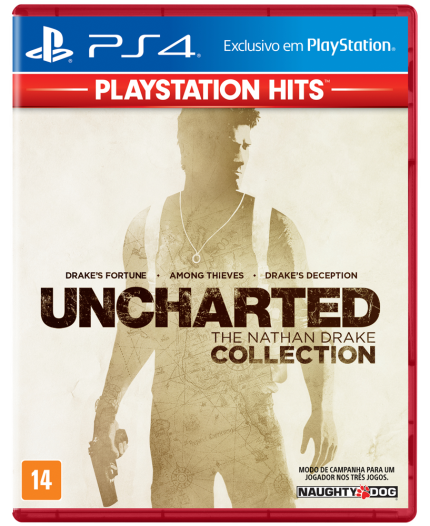 PS4 Exclusivo em PlayStation
PLAYSTATION HITS™
DRAKE'S FORTUNE • AMONG THIEVES • DRAKE'S DECEPTION
UNCHARTED
THE NATHAN DRAKE
COLLECTION
14
MODO DE CAMPANHA PARA UM
JOGADOR NOS TRÊS JOGOS.
NAUGHTY DOG